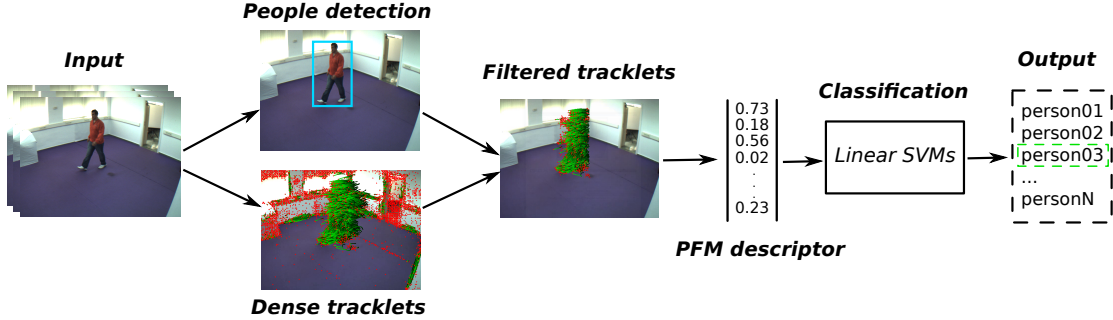 Input
People detection
Dense tracklets
Filtered tracklets
0.73
0.18
0.56
0.02
.
.
.
0.23
PFM descriptor
Classification
Linear SVMs
Output
person01
person02
person03
...
personN